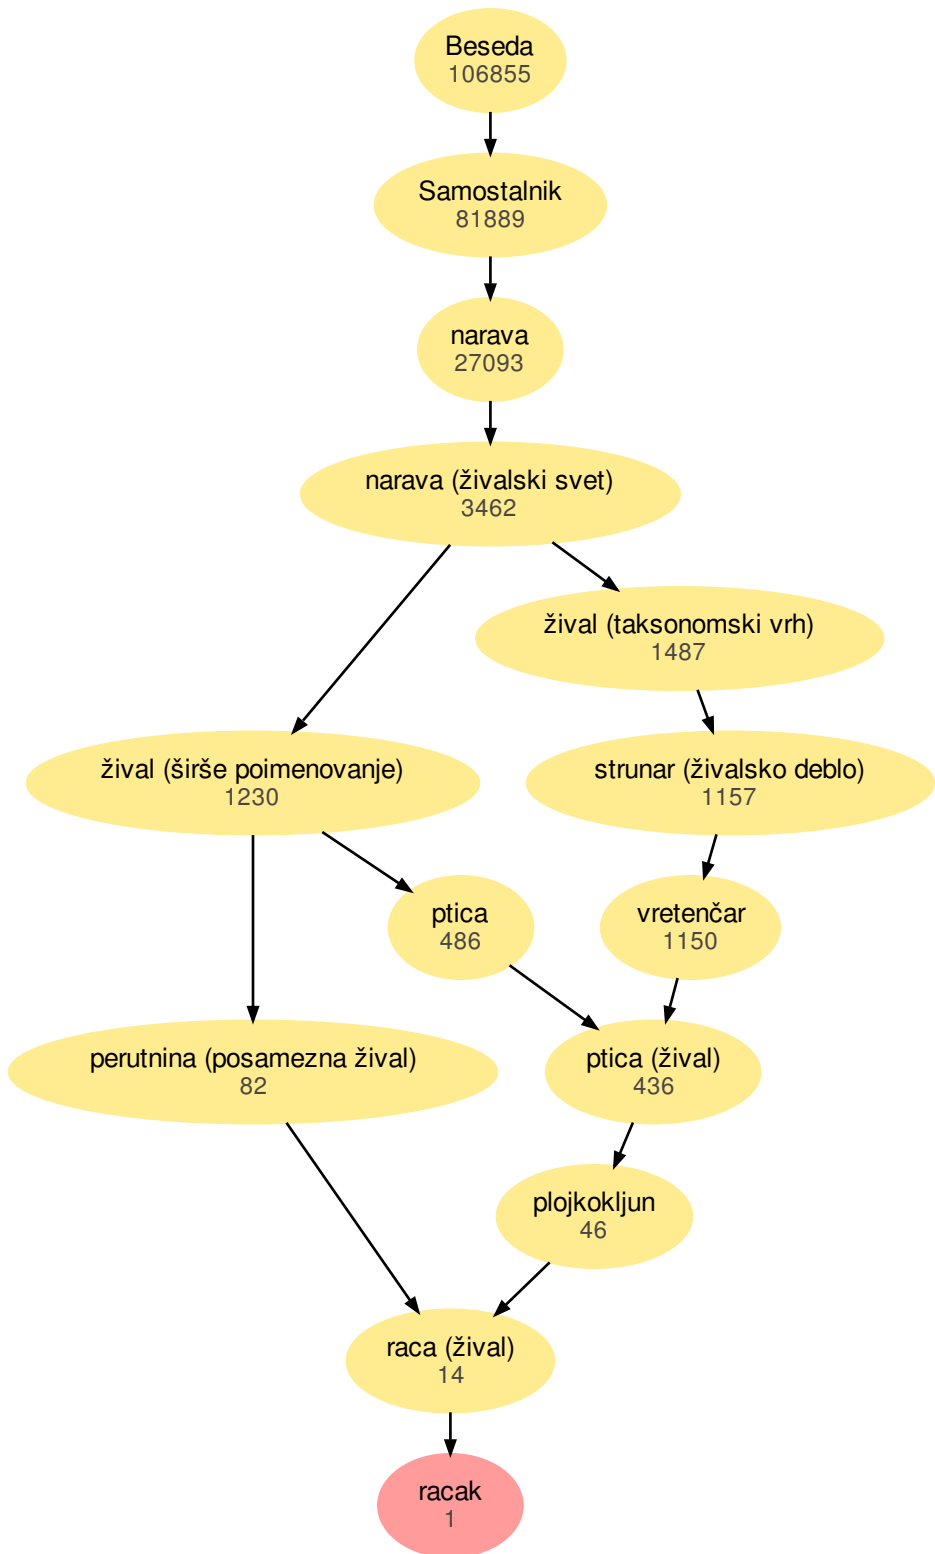 Beseda
106855
Samostalnik
81889
narava
27093
narava (živalski svet)
3462
žival (taksonomski vrh)
1487
žival (širše poimenovanje)
1230
strunar (živalsko deblo)
1157
ptica
486
vretenčar
1150
perutnina (posamezna žival)
82
ptica (žival)
436
plojkokljun
46
raca (žival)
14
racak
1